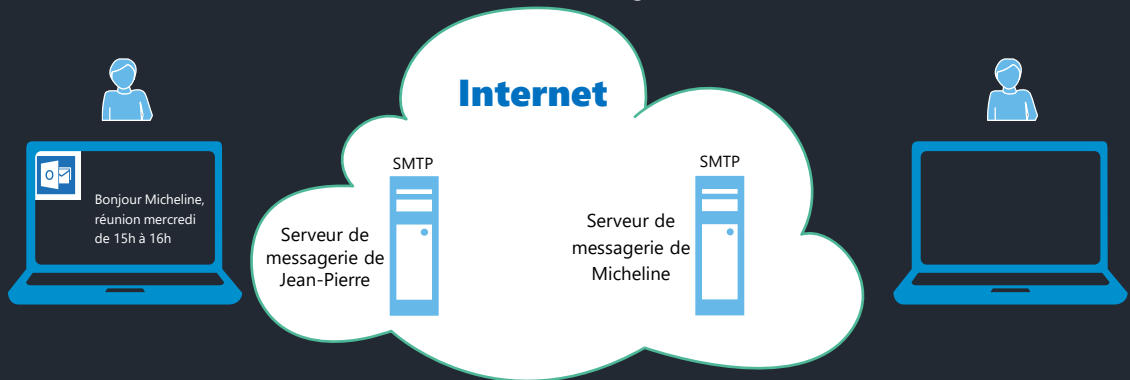 Internet
SMTP
SMTP
Bonjour Micheline,
réunion mercredi
de 15h à 16h
Serveur de
messagerie de
Jean-Pierre
Serveur de
messagerie de
Micheline